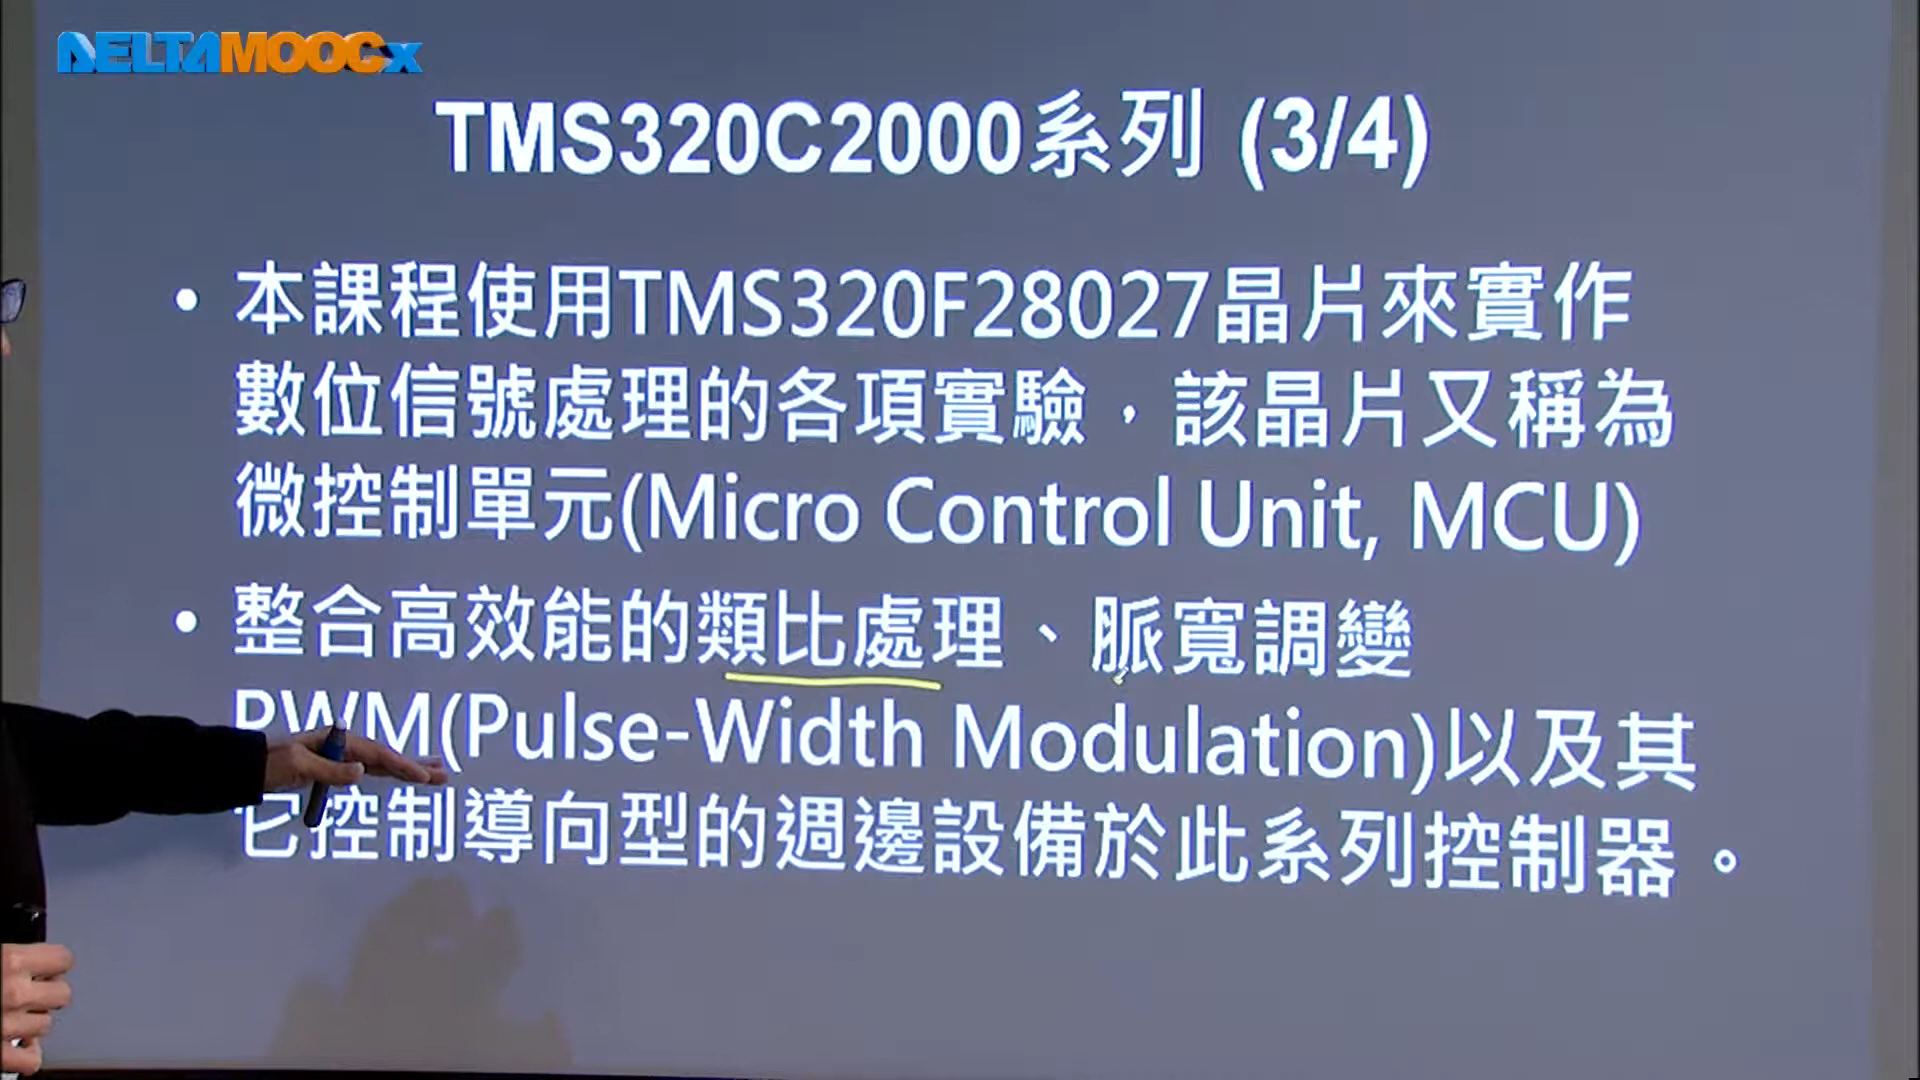 DELTAMOOCx
TMS320C2000系列 (3/4)
• 本課程使用TMS320F28027晶片來實作
數位信號處理的各項實驗，該晶片又稱為
微控制單元(Micro Control Unit, MCU)
• 整合高效能的類比處理、脈寬調變
PWM(Pulse-Width Modulation)以及其
它控制導向型的週邊設備於此系列控制器。